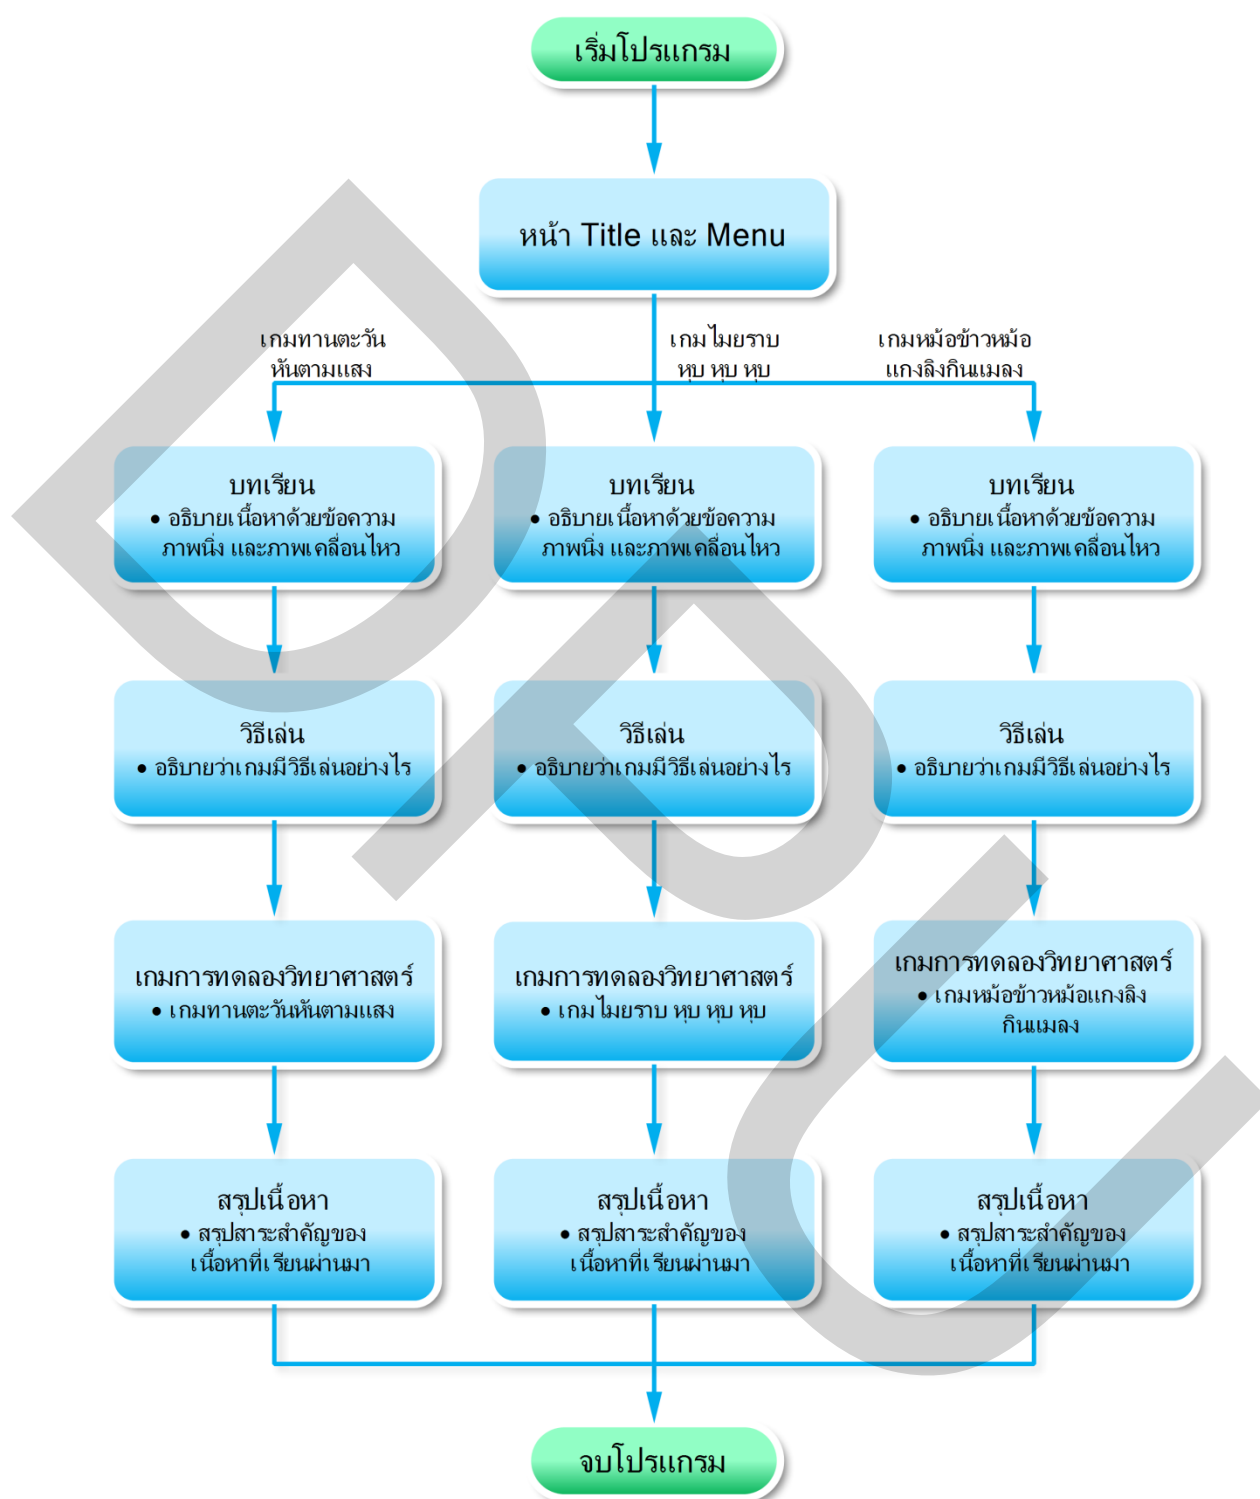 เริ่มโปรแกรม
หน้า Title และ Menu
เกมทานตะวัน
หันตามแสง
เกมไมยราบ
หุบ หุบ หุบ
เกมหม้อข้าวหม้อ
แกงลิงกินแมลง
บทเรียน
• อธิบายเนื้อหาด้วยข้อความ
ภาพนิ่ง และภาพเคลื่อนไหว
บทเรียน
• อธิบายเนื้อหาด้วยข้อความ
ภาพนิ่ง และภาพเคลื่อนไหว
บทเรียน
• อธิบายเนื้อหาด้วยข้อความ
ภาพนิ่ง และภาพเคลื่อนไหว
วิธีเล่น
• อธิบายว่าเกมมีวิธีเล่นอย่างไร
วิธีเล่น
• อธิบายว่าเกมมีวิธีเล่นอย่างไร
วิธีเล่น
• อธิบายว่าเกมมีวิธีเล่นอย่างไร
เกมการทดลองวิทยาศาสตร์
• เกมทานตะวันหันตามแสง
เกมการทดลองวิทยาศาสตร์
• เกมไมยราบ หุบ หุบ หุบ
เกมการทดลองวิทยาศาสตร์
• เกมหม้อข้าวหม้อแกงลิง
กินแมลง
สรุปเนื้อหา
• สรุปสาระสำคัญของ
เนื้อหาที่เรียนผ่านมา
สรุปเนื้อหา
• สรุปสาระสำคัญของ
เนื้อหาที่เรียนผ่านมา
สรุปเนื้อหา
• สรุปสาระสำคัญของ
เนื้อหาที่เรียนผ่านมา
จบโปรแกรม
DPU